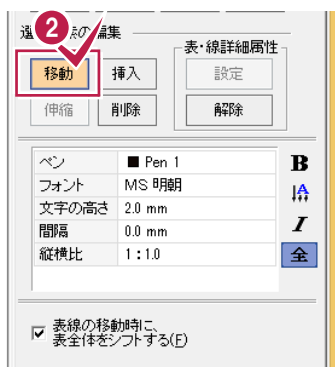 選 線の編集
2
表・線詳細属性
移動 挿入 設定
伸縮 削除 解除
ペン ■ Pen 1
フォント MS 明朝
文字の高さ 2.0 mm
間隔 0.0 mm
縦横比 1 : 1.0
B
A
I
全
表線の移動時に、
表全体をシフトする(F)